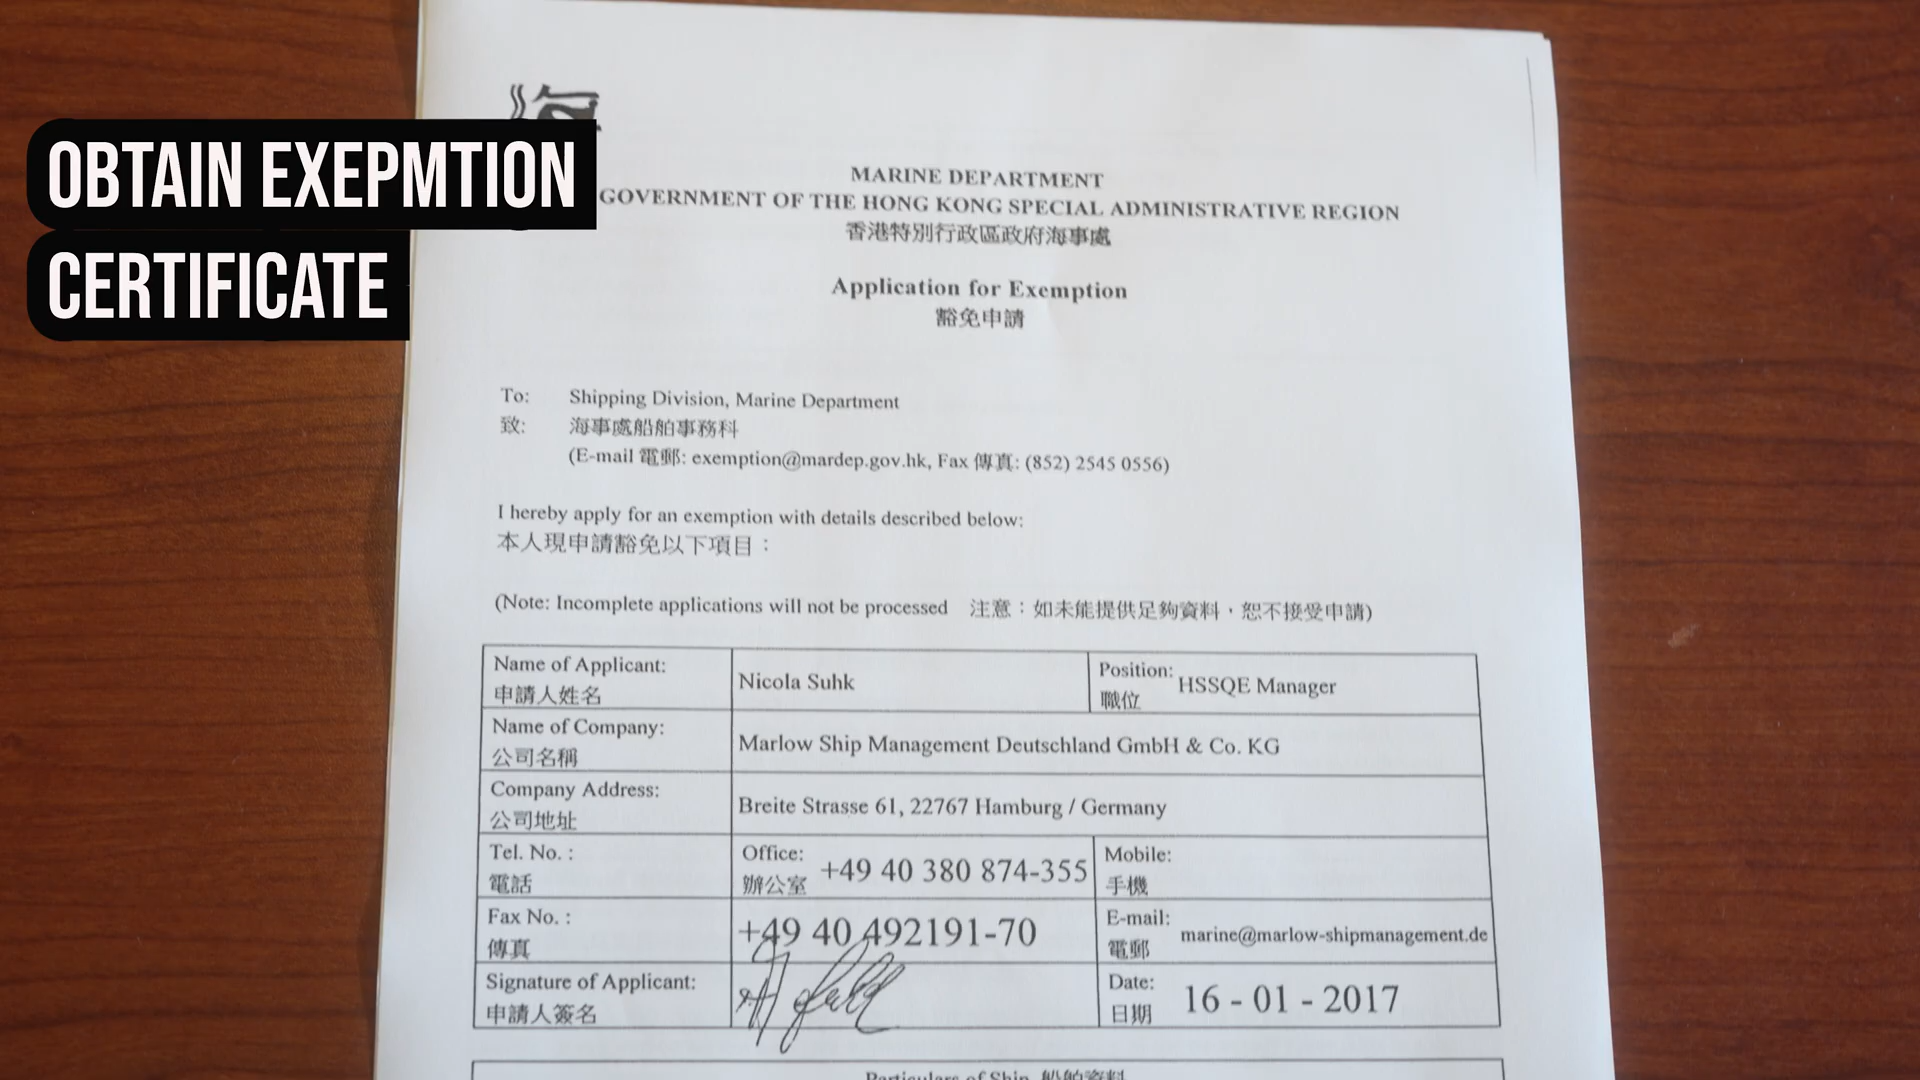 OBTAIN EXEPMTION
CERTIFICATE
MARINE DEPARTMENT
GOVERNMENT OF THE HONG KONG SPECIAL ADMINISTRATIVE REGION
香港特別行政區政府海事處
Application for Exemption
豁免申請
To: Shipping Division, Marine Department
致: 海事處船舶事務科
(E-mail 電郵: exemption@mardep.gov.hk, Fax 傳真: (852) 2545 0556)
I hereby apply for an exemption with details described below:
本人現申請豁免以下項目：
(Note: Incomplete applications will not be processed 注意：如未能提供足夠資料，恕不接受申請)
Name of Applicant: Nicola Suhk Position: HSSQE Manager
申請人姓名 職位
Name of Company: Marlow Ship Management Deutschland GmbH & Co. KG
公司名稱
Company Address: Breite Strasse 61, 22767 Hamburg / Germany
公司地址
Tel. No. : Office: +49 40 380 874-355 Mobile:
電話 辦公室 手機
Fax No. : +49 40 492191-70 E-mail: marine@marlow-shipmanagement.de
傳真 電郵
Signature of Applicant: Date: 16 - 01 - 2017
申請人簽名 日期
Particulars of Ship 船舶資料